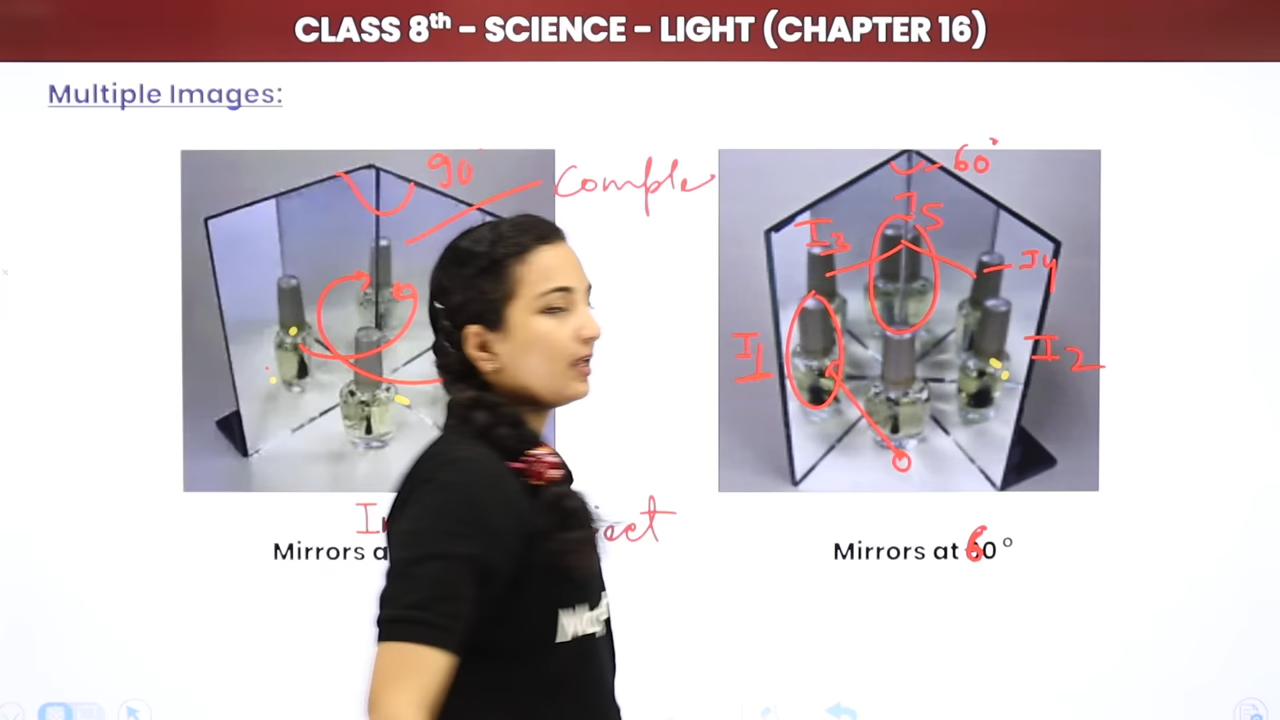 CLASS 8th - SCIENCE - LIGHT (CHAPTER 16)
Multiple Images:
90°
Comple
60°
I5
I3
I4
I1
I2
Mirrors
Mirrors at 60°